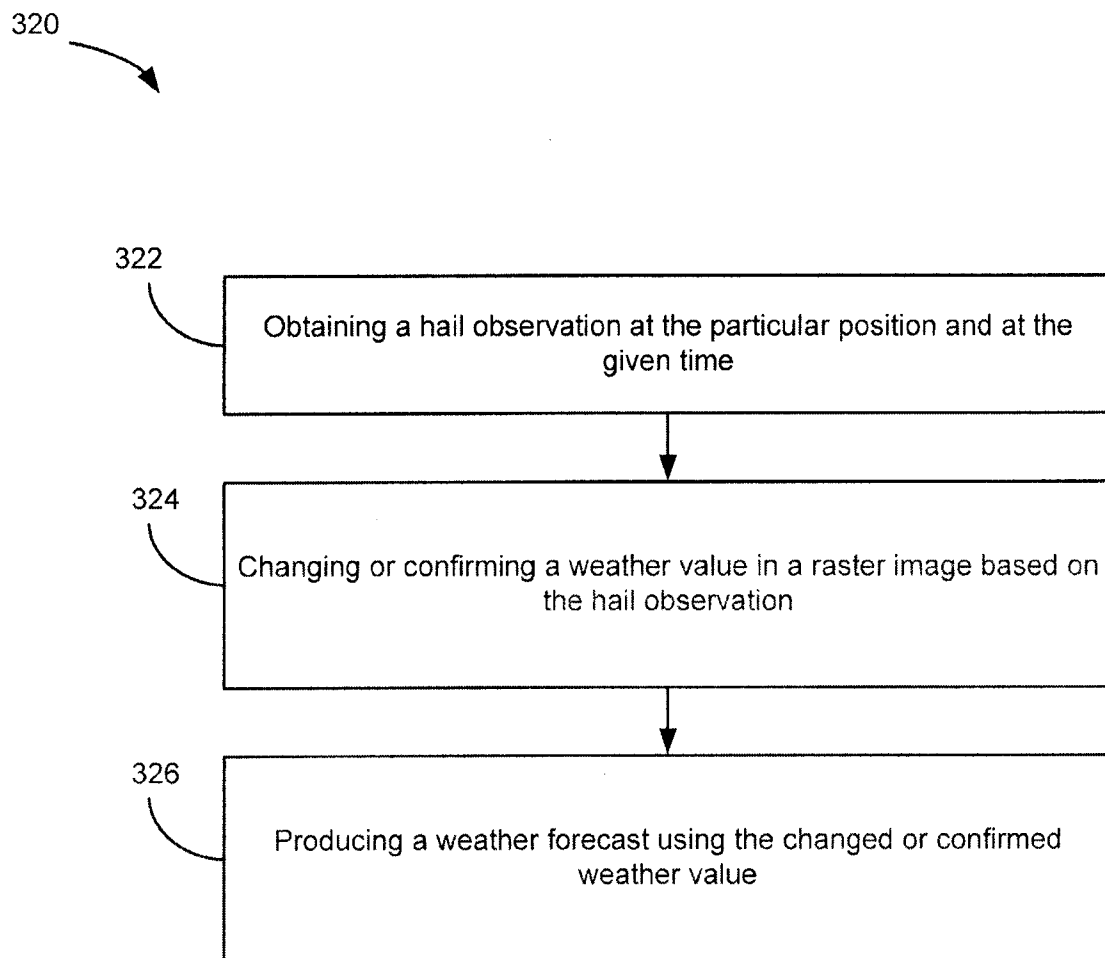 320
322
Obtaining a hail observation at the particular position and at the
given time
324
Changing or confirming a weather value in a raster image based on
the hail observation
326
Producing a weather forecast using the changed or confirmed
weather value